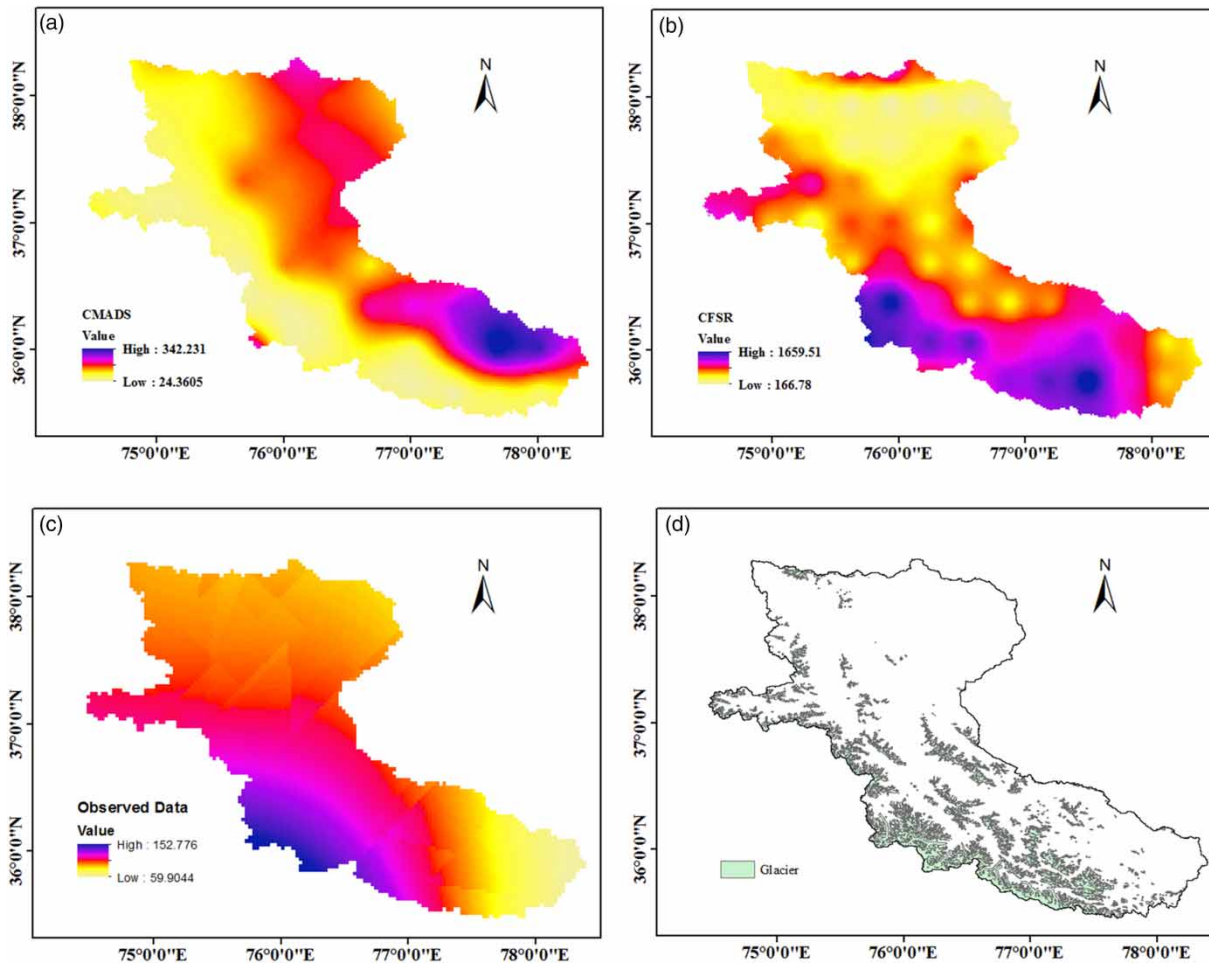 (a)
N
38°0'0"N
37°0'0"N
36°0'0"N
CMADS
Value
High : 342.231
Low : 24.3605
75°0'0"E
76°0'0"E
77°0'0"E
78°0'0"E
(b)
N
38°0'0"N
37°0'0"N
36°0'0"N
CFSR
Value
High : 1659.51
Low : 166.78
75°0'0"E
76°0'0"E
77°0'0"E
78°0'0"E
(c)
N
38°0'0"N
37°0'0"N
36°0'0"N
Observed Data
Value
High : 152.776
Low : 59.9044
75°0'0"E
76°0'0"E
77°0'0"E
78°0'0"E
(d)
N
38°0'0"N
37°0'0"N
36°0'0"N
Glacier
75°0'0"E
76°0'0"E
77°0'0"E
78°0'0"E